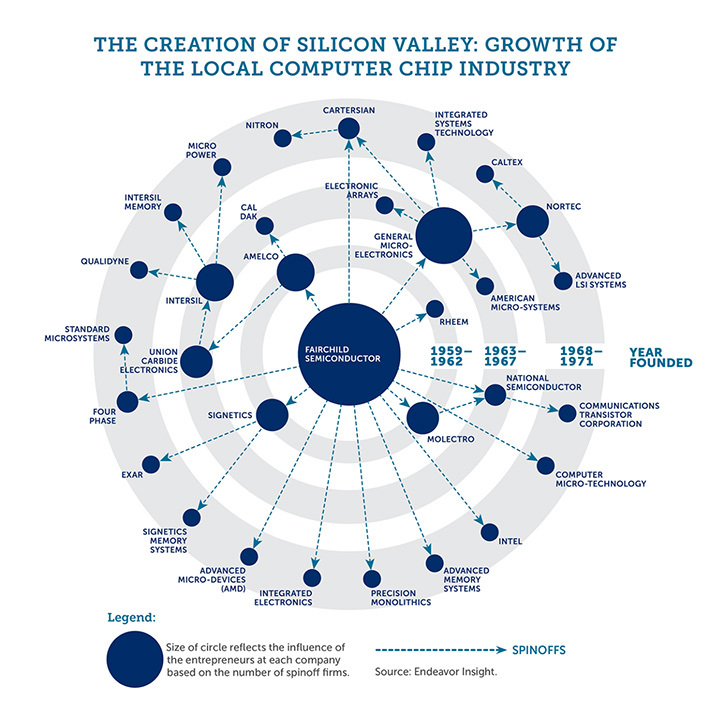 THE CREATION OF SILICON VALLEY: GROWTH OF
THE LOCAL COMPUTER CHIP INDUSTRY
CARTERSIAN
NITRON
INTEGRATED
SYSTEMS
TECHNOLOGY
MICRO
POWER
CALTEX
ELECTRONIC
ARRAYS
INTERSIL
MEMORY
CAL
DAK
NORTEC
GENERAL
MICRO-
ELECTRONICS
AMELCO
QUALIDYNE
ADVANCED
LSI SYSTEMS
INTERSIL
AMERICAN
MICRO-SYSTEMS
RHEEM
STANDARD
MICROSYSTEMS
UNION
CARBIDE
ELECTRONICS
FAIRCHILD
SEMICONDUCTOR
1959–
1962
1963–
1967
1968–
1971
YEAR
FOUNDED
NATIONAL
SEMICONDUCTOR
FOUR
PHASE
SIGNETICS
MOLECTRO
COMMUNICATIONS
TRANSISTOR
CORPORATION
EXAR
COMPUTER
MICRO-TECHNOLOGY
SIGNETICS
MEMORY
SYSTEMS
INTEL
ADVANCED
MICRO-DEVICES
(AMD)
INTEGRATED
ELECTRONICS
PRECISION
MONOLITHICS
ADVANCED
MEMORY
SYSTEMS
Legend:
Size of circle reflects the influence of
the entrepreneurs at each company
based on the number of spinoff firms.
SPINOFFS
Source: Endeavor Insight.